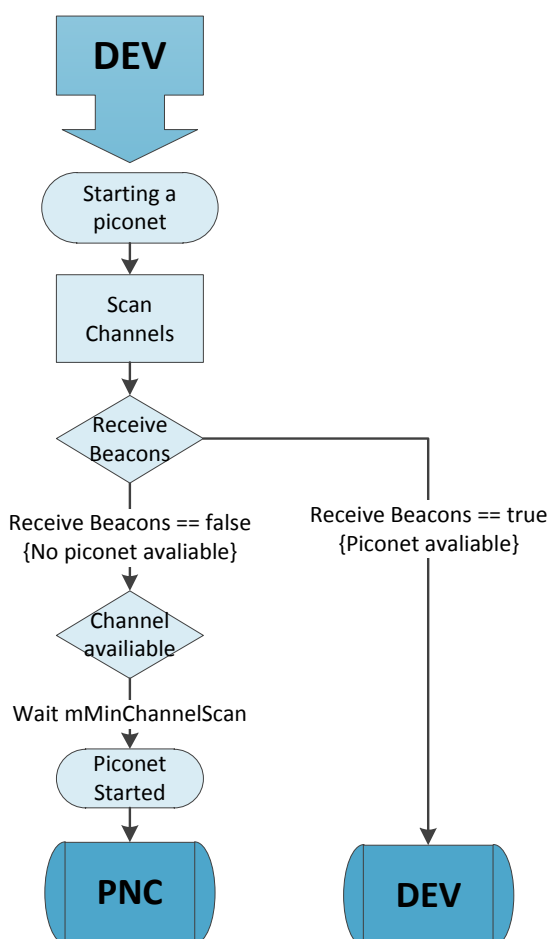 DEV
Starting a
piconet
Scan
Channels
Receive
Beacons
Receive Beacons == false
{No piconet avaliable}
Receive Beacons == true
{Piconet avaliable}
Channel
availiable
Wait mMinChannelScan
Piconet
Started
PNC
DEV